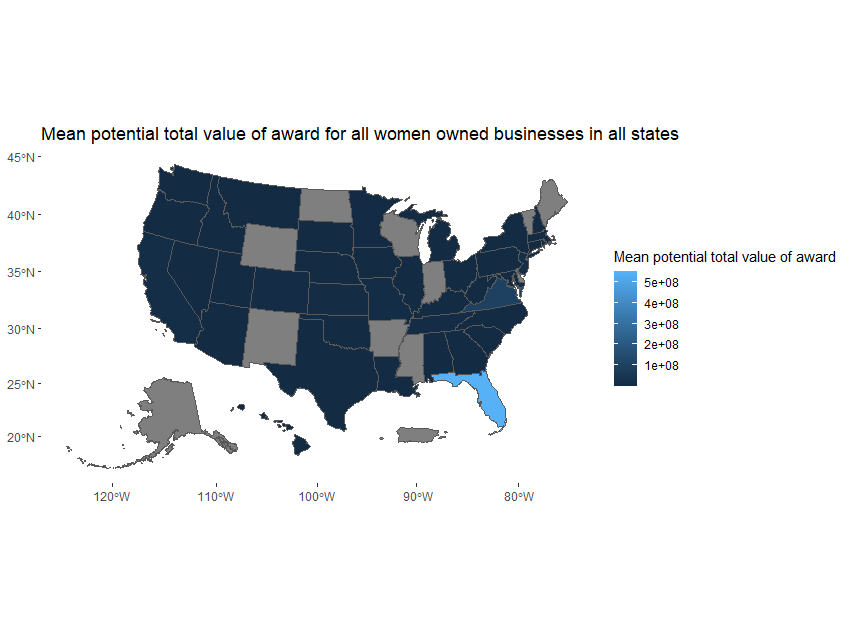 Mean potential total value of award for all women owned businesses in all states
45°N
40°N
35°N
30°N
25°N
20°N
120°W
110°W
100°W
90°W
80°W
Mean potential total value of award
5e+08
4e+08
3e+08
2e+08
1e+08